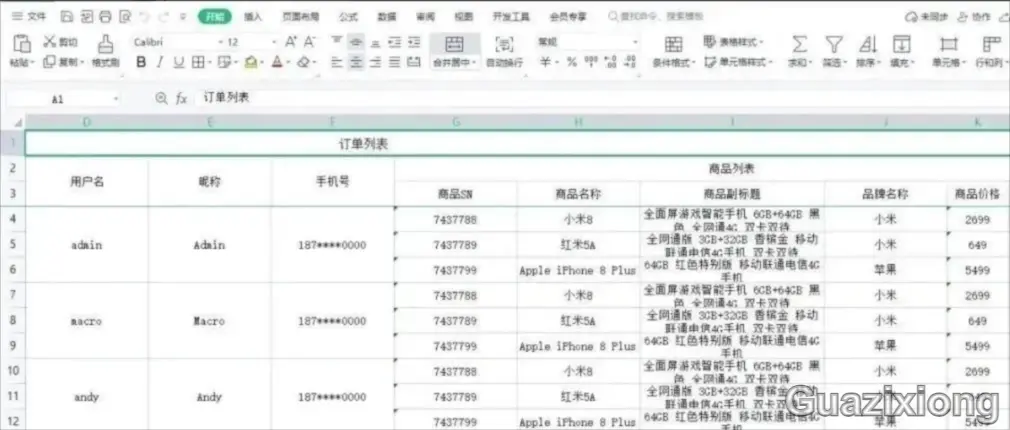 文件 开始 插入 页面布局 公式 数据 审阅 视图 开发工具 会员专享 查找命令、搜索模板 未同步 协作
剪切 Calibri 12 A⁺ A⁻ 常规 表格样式
粘贴 复制 格式刷 B I U A 合并居中 自动换行 ¥ % 条件格式 单元格样式 求和 筛选 排序 填充 单元格 行和列
A1 fx 订单列表
D E F G H I J K
1 订单列表
2 用户名 昵称 手机号 商品列表
3 商品SN 商品名称 商品副标题 品牌名称 商品价格
4 7437788 小米8 全面屏游戏智能手机 6GB+64GB 黑色 全网通4G 双卡双待 小米 2699
5 admin Admin 187****0000 7437789 红米5A 全网通版 3GB+32GB 香槟金 移动联通电信4G手机 双卡双待 小米 649
6 7437799 Apple iPhone 8 Plus 64GB 红色特别版 移动联通电信4G手机 苹果 5499
7 7437788 小米8 全面屏游戏智能手机 6GB+64GB 黑色 全网通4G 双卡双待 小米 2699
8 macro Macro 187****0000 7437789 红米5A 全网通版 3GB+32GB 香槟金 移动联通电信4G手机 双卡双待 小米 649
9 7437799 Apple iPhone 8 Plus 64GB 红色特别版 移动联通电信4G手机 苹果 5499
10 7437788 小米8 全面屏游戏智能手机 6GB+64GB 黑色 全网通4G 双卡双待 小米 2699
11 andy Andy 187****0000 7437789 红米5A 全网通版 3GB+32GB 香槟金 移动联通电信4G手机 双卡双待
12 7437799 Apple iPhone 8 Plus 64GB 红色特别版 移动联通电信4G手机 苹果
Guazixiong